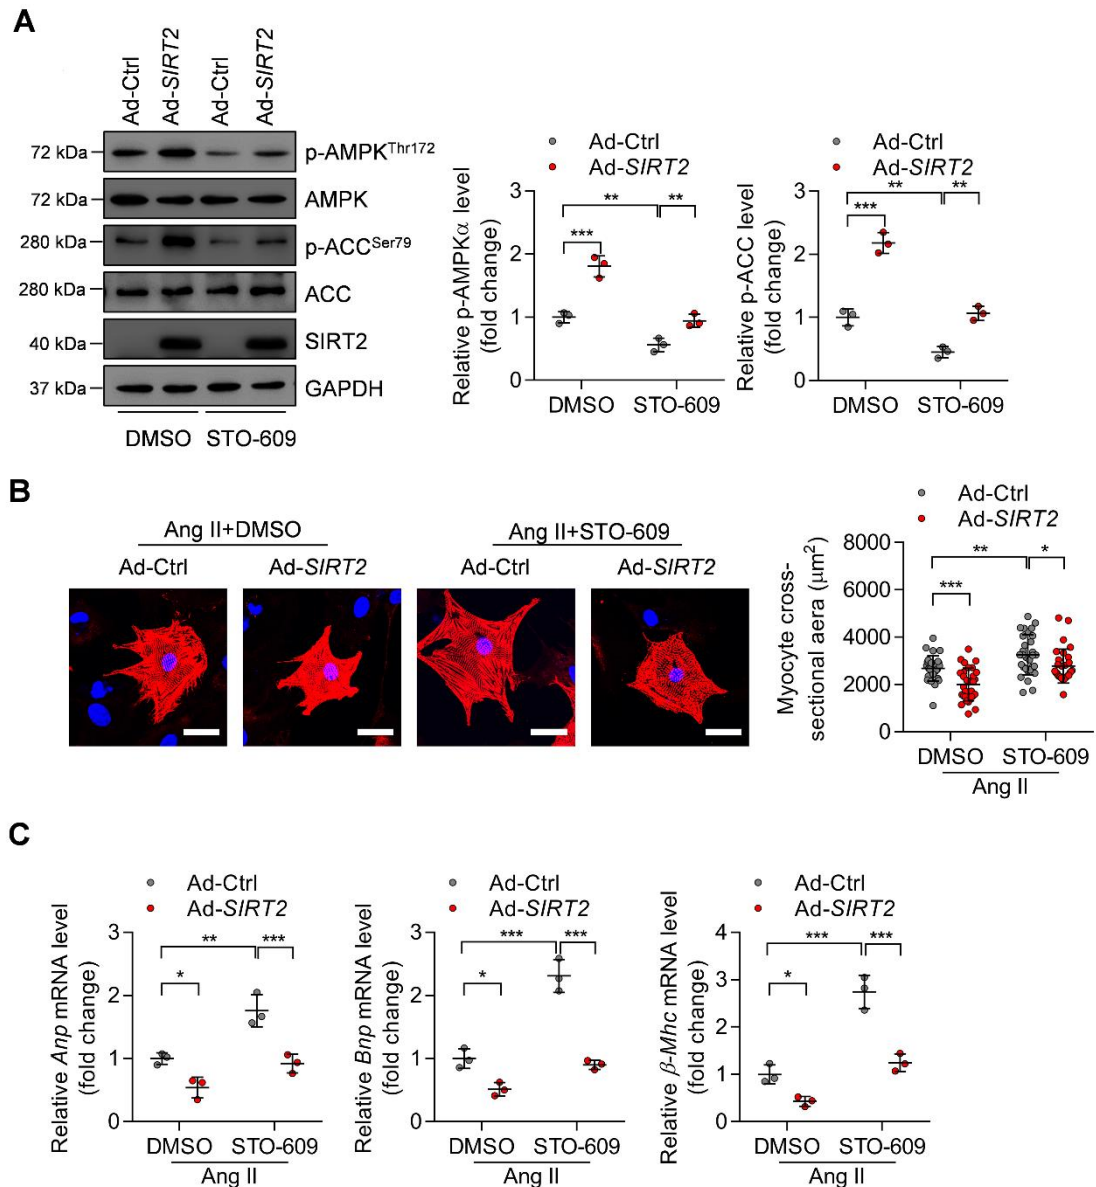 A
Ad-Ctrl
Ad-SIRT2
Ad-Ctrl
Ad-SIRT2
72 kDa
p-AMPKThr172
72 kDa
AMPK
280 kDa
p-ACCSer79
280 kDa
ACC
40 kDa
SIRT2
37 kDa
GAPDH
DMSO STO-609
Ad-Ctrl
Ad-SIRT2
Relative p-AMPKα level
(fold change)
3
2
1
0
**
**
***
DMSO STO-609
Ad-Ctrl
Ad-SIRT2
Relative p-ACC level
(fold change)
3
2
1
0
**
**
***
DMSO STO-609
B
Ang II+DMSO
Ang II+STO-609
Ad-Ctrl
Ad-SIRT2
Ad-Ctrl
Ad-SIRT2
Ad-Ctrl
Ad-SIRT2
Myocyte cross-
sectional aera (μm2)
8000
6000
4000
2000
0
**
*
***
DMSO STO-609
Ang II
C
Ad-Ctrl
Ad-SIRT2
Relative Anp mRNA level
(fold change)
3
2
1
0
**
***
*
DMSO STO-609
Ang II
Ad-Ctrl
Ad-SIRT2
Relative Bnp mRNA level
(fold change)
3
2
1
0
***
***
*
DMSO STO-609
Ang II
Ad-Ctrl
Ad-SIRT2
Relative β-Mhc mRNA level
(fold change)
4
3
2
1
0
***
***
*
DMSO STO-609
Ang II